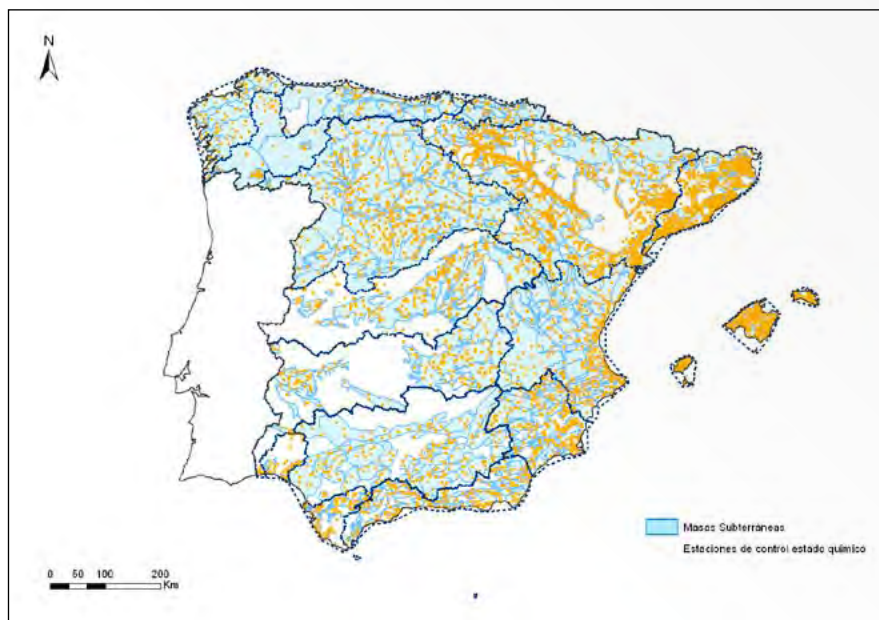 N
Masas Subterráneas
Estaciones de control estado químico
0 50 100 200
Km